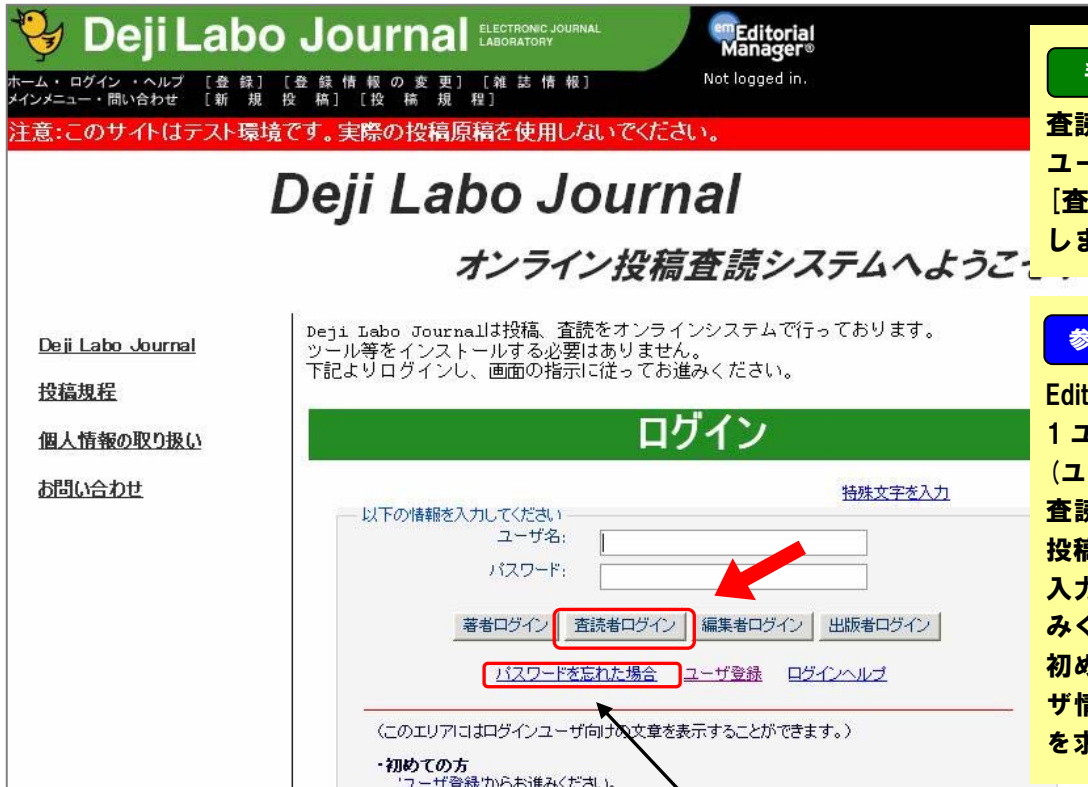 Deji Labo Journal ELECTRONIC JOURNAL LABORATORY
em Editorial Manager®
ホーム・ ログイン ・ヘルプ [登 録] [登 録 情 報 の 変 更] [雑 誌 情 報]
Not logged in.
メインメニュー・問い合わせ [新 規 投 稿] [投 稿 規 程]
注意:このサイトはテスト環境です。実際の投稿原稿を使用しないでください。
Deji Labo Journal
オンライン投稿査読システムへようこそ
Deji Labo Journal
投稿規程
個人情報の取り扱い
お問い合わせ
Deji Labo Journalは投稿、査読をオンラインシステムで行っております。
ツール等をインストールする必要はありません。
下記よりログインし、画面の指示に従ってお進みください。
ログイン
特殊文字を入力
以下の情報を入力してください
ユーザ名:
パスワード:
著者ログイン 査読者ログイン 編集者ログイン 出版者ログイン
パスワードを忘れた場合 ユーザ登録 ログインヘルプ
(このエリアにはログインユーザ向けの文章を表示することができます。)
・初めての方
'ユーザ登録'からお進みください。
査読
ユー
[査
しま
参
Edit
1 ユ
(ユ
査読
投稿
入力
みく
初め
ザ情
を求